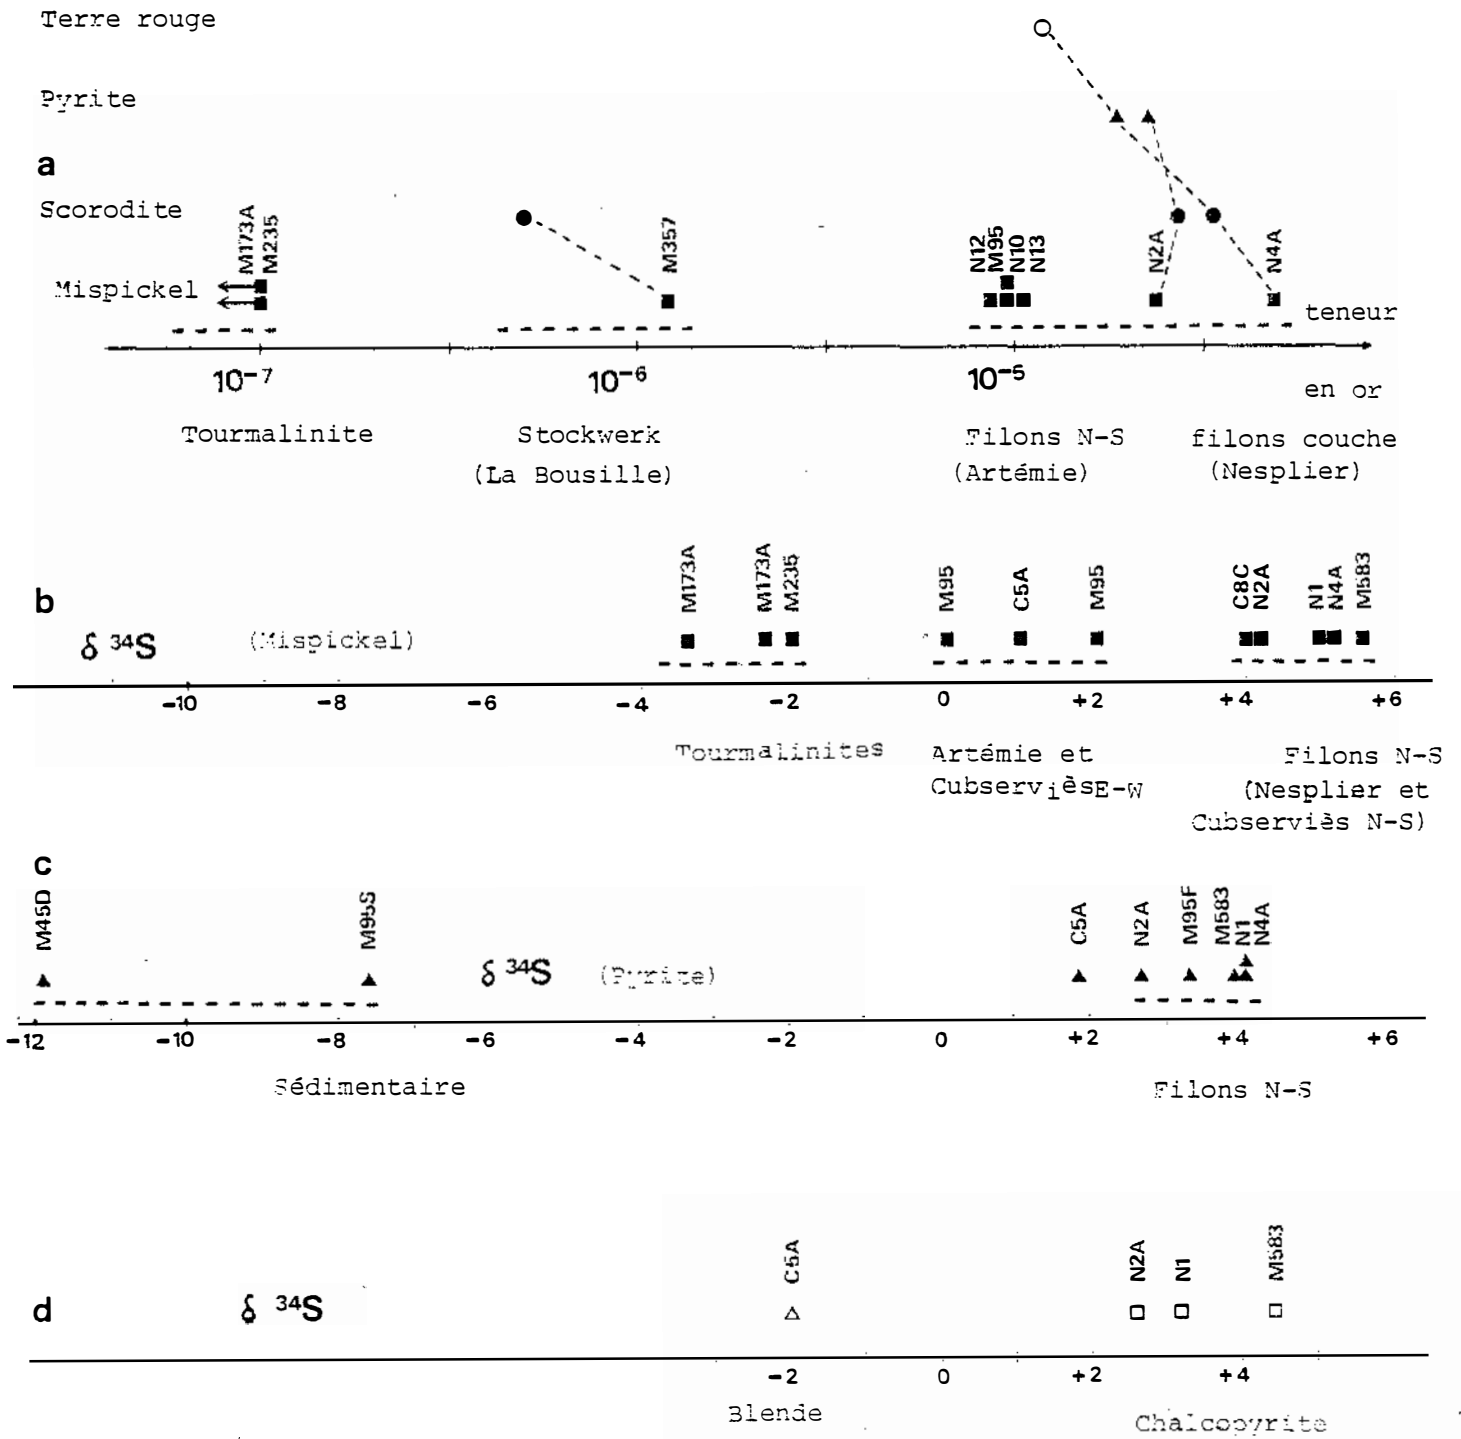 Terre rouge
Pyrite
a
Scorodite
M173A
M235
M357
N12
M95
N10
N13
N2A
N4A
Mispickel
teneur
10-7
10-6
10-5
en or
Tourmalinite
Stockwerk
Filons N-S
filons couche
(La Bousille)
(Artémie)
(Nesplier)
M173A
M173A
M235
M95
C5A
M95
C8C
N2A
N1
N4A
M583
b
δ 34S (Mispickel)
-10 -8 -6 -4 -2 0 +2 +4 +6
Tourmalinites
Artémie et
Filons N-S
Cubserviès E-W
(Nesplier et
Cubserviès N-S)
c
M45D
M95S
C5A
N2A
M95F
M583
N1
N4A
δ 34S (Pyrite)
-12 -10 -8 -6 -4 -2 0 +2 +4 +6
Sédimentaire
Filons N-S
C5A
N2A
N1
M583
d
δ 34S
-2 0 +2 +4
Blende
Chalcopyrite